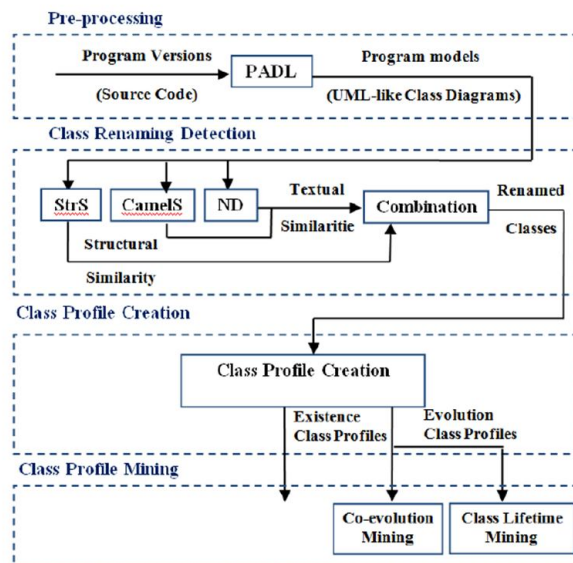 Pre-processing
Program Versions
(Source Code)
PADL
Program models
(UML-like Class Diagrams)
Class Renaming Detection
StrS
CamelS
ND
Textual
Similaritie
Combination
Renamed
Classes
Structural
Similarity
Class Profile Creation
Class Profile Creation
Existence
Class Profiles
Evolution
Class Profiles
Class Profile Mining
Co-evolution
Mining
Class Lifetime
Mining